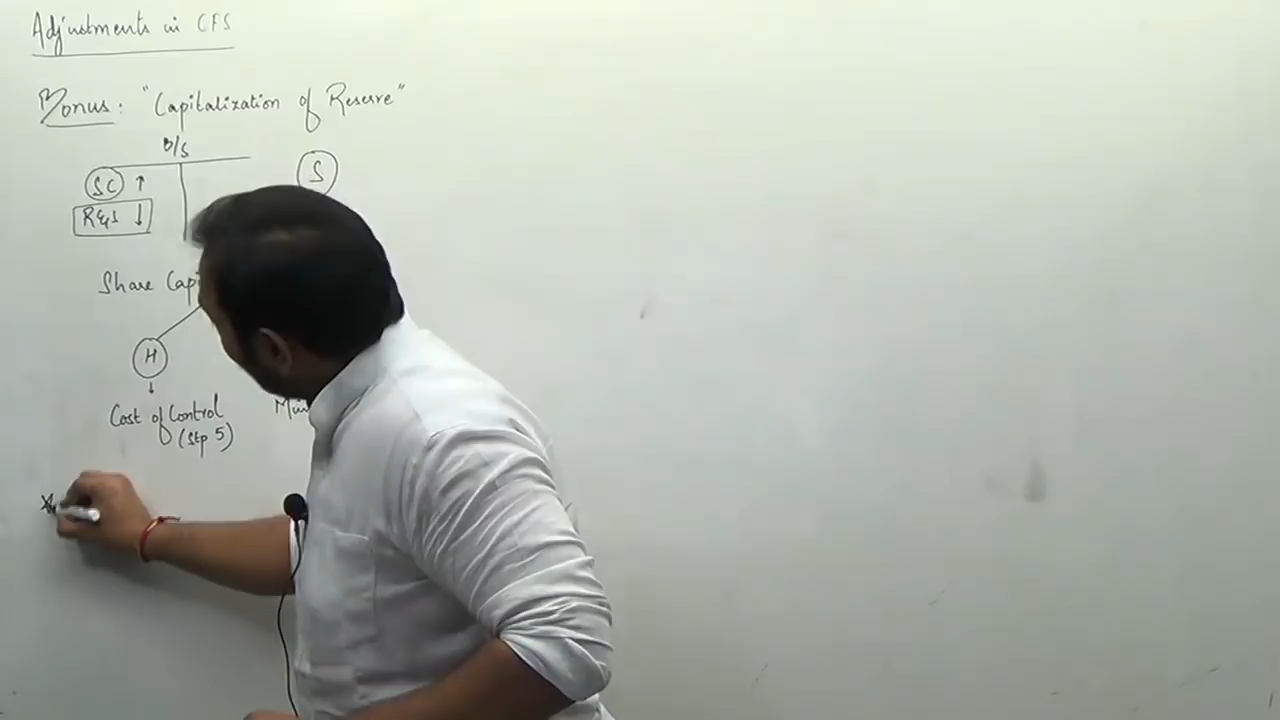 Adjustments in CFS
Bonus: "Capitalization of Reserve"
B/S
SC ↑
S
R&S ↓
Share Capi
H
↓
Cost of Control
(Step 5)